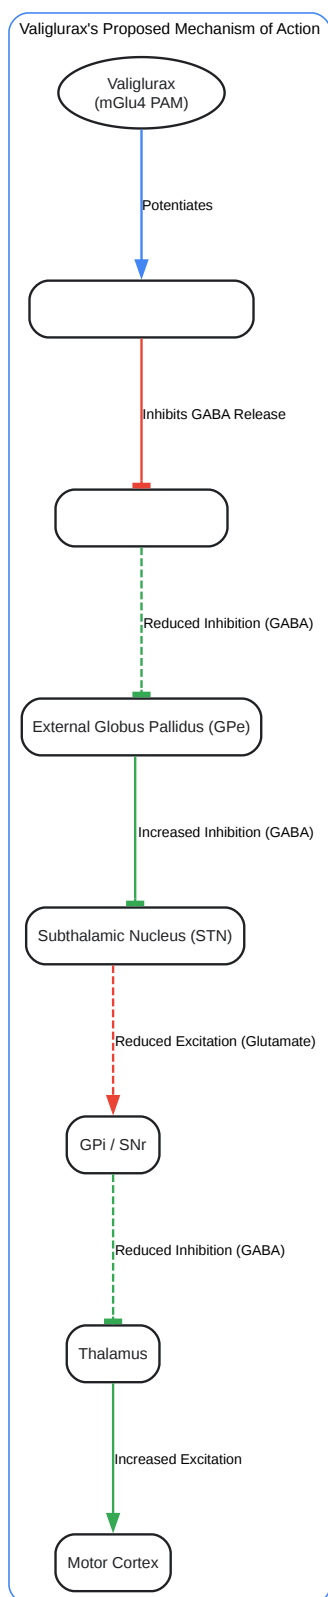 Valiglurax's Proposed Mechanism of Action
Valiglurax
(mGlu4 PAM)
Potentiates
Inhibits GABA Release
Reduced Inhibition (GABA)
External Globus Pallidus (GPe)
Increased Inhibition (GABA)
Subthalamic Nucleus (STN)
Reduced Excitation (Glutamate)
GPi / SNr
Reduced Inhibition (GABA)
Thalamus
Increased Excitation
Motor Cortex